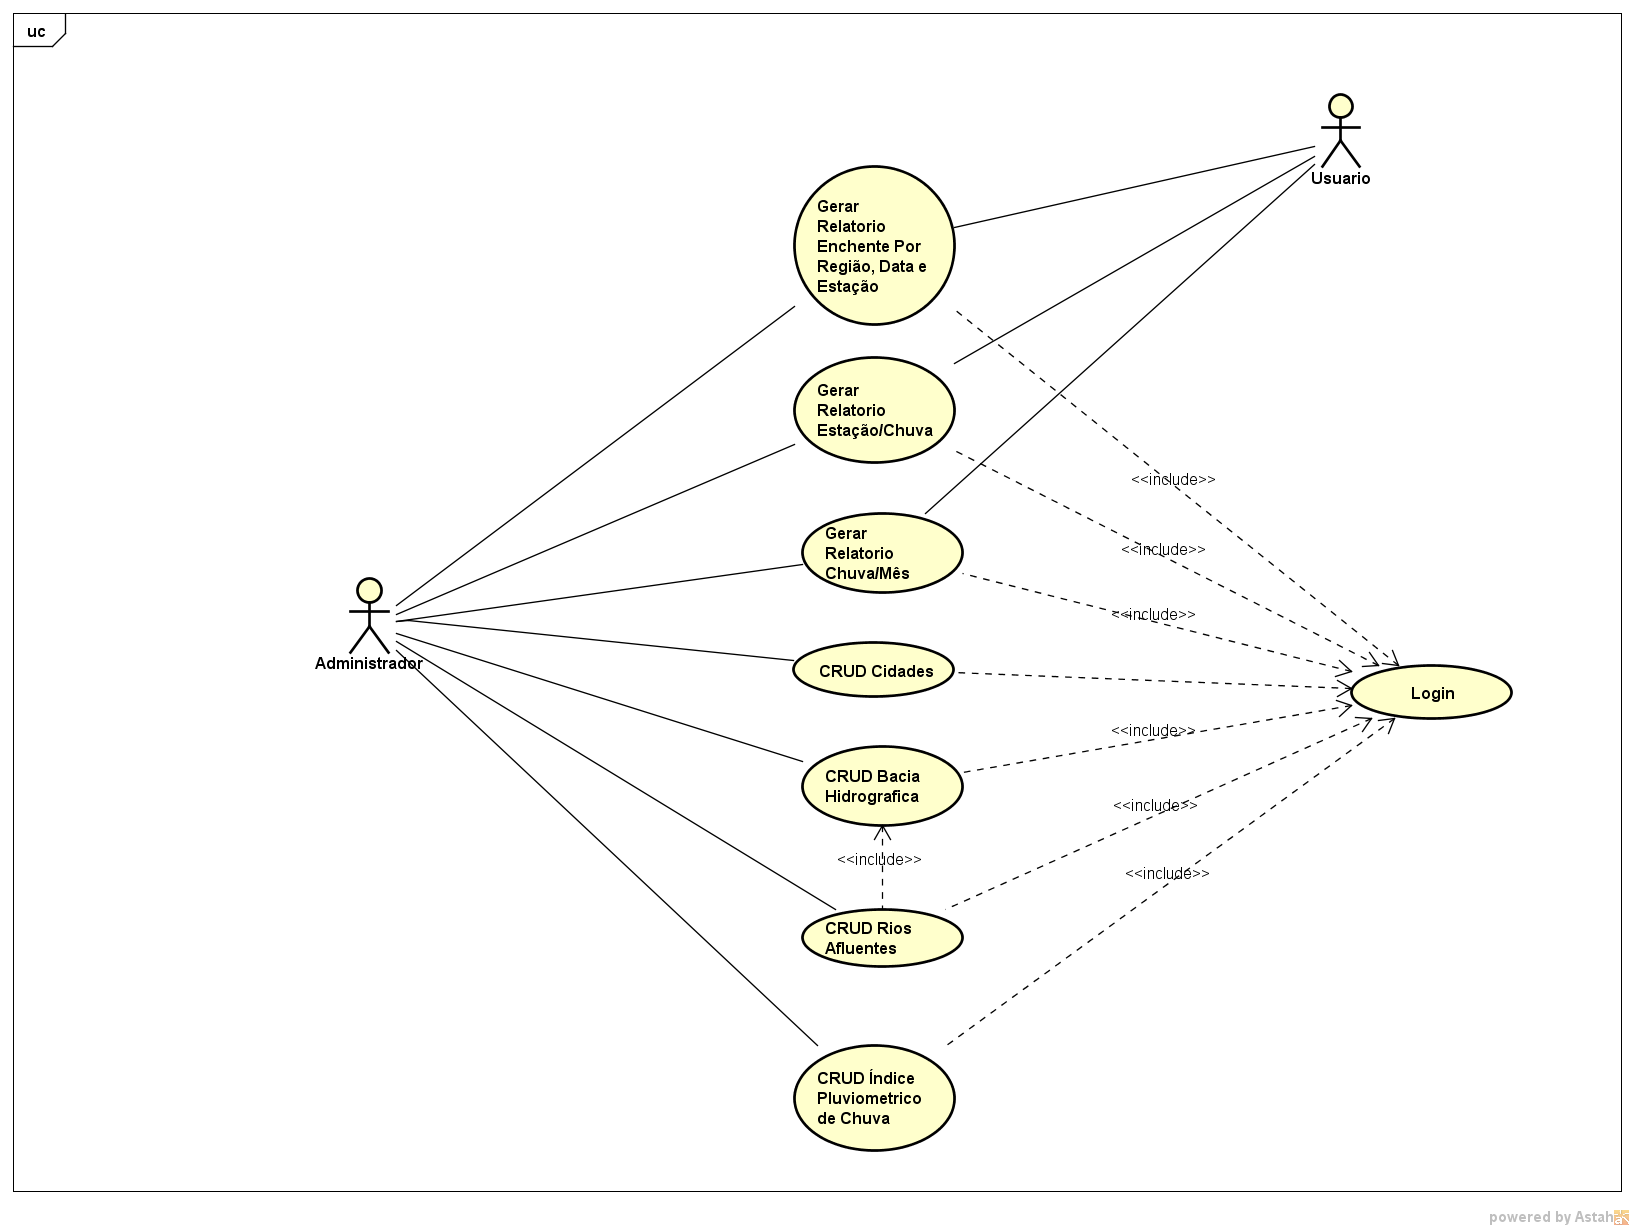 uc
Usuario
Gerar
Relatorio
Enchente Por
Região, Data e
Estação
Gerar
Relatorio
Estação/Chuva
<<include>>
Gerar
Relatorio
Chuva/Mês
<<include>>
<<include>>
Administrador
CRUD Cidades
Login
<<include>>
CRUD Bacia
Hidrografica
<<include>>
<<include>>
<<include>>
CRUD Rios
Afluentes
CRUD Índice
Pluviometrico
de Chuva
powered by Astah